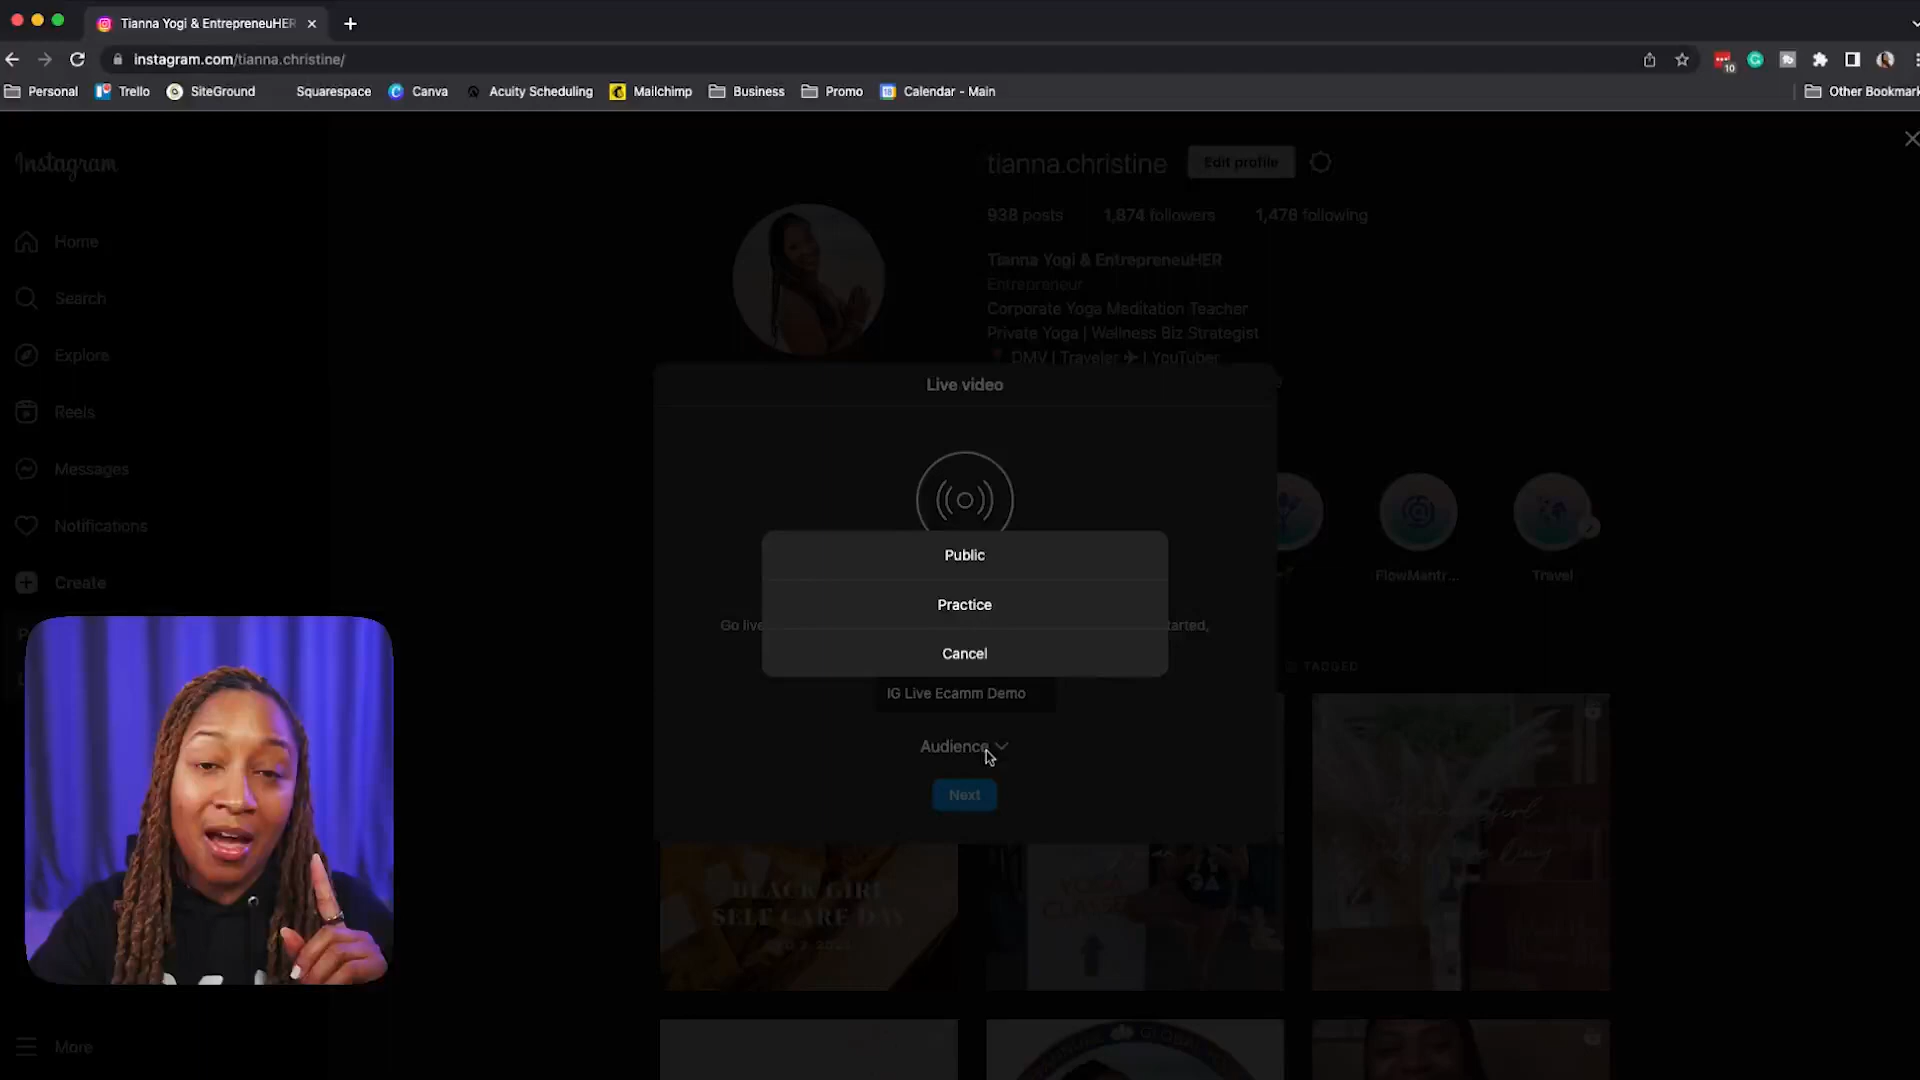 Tianna Yogi & EntrepreneuHER
instagram.com/tianna.christine/
10
Personal
Trello
SiteGround
Squarespace
Canva
Acuity Scheduling
Mailchimp
Business
Promo
18
Calendar - Main
Other Bookmark
Instagram
tianna.christine
Edit profile
938 posts
1,874 followers
1,476 following
Home
Search
Explore
Reels
Messages
Notifications
Create
More
Tianna Yogi & EntrepreneuHER
Entrepreneur
Corporate Yoga Meditation Teacher
Private Yoga | Wellness Biz Strategist
DMV | Traveler ✈ | YouTuber
Live video
Public
Practice
Cancel
Go live
tarted,
IG Live Ecamm Demo
Audience
Next
FlowMantr...
Travel
TAGGED
BLACK GIRL
SELF CARE DAY
YOGA
GLOBAL